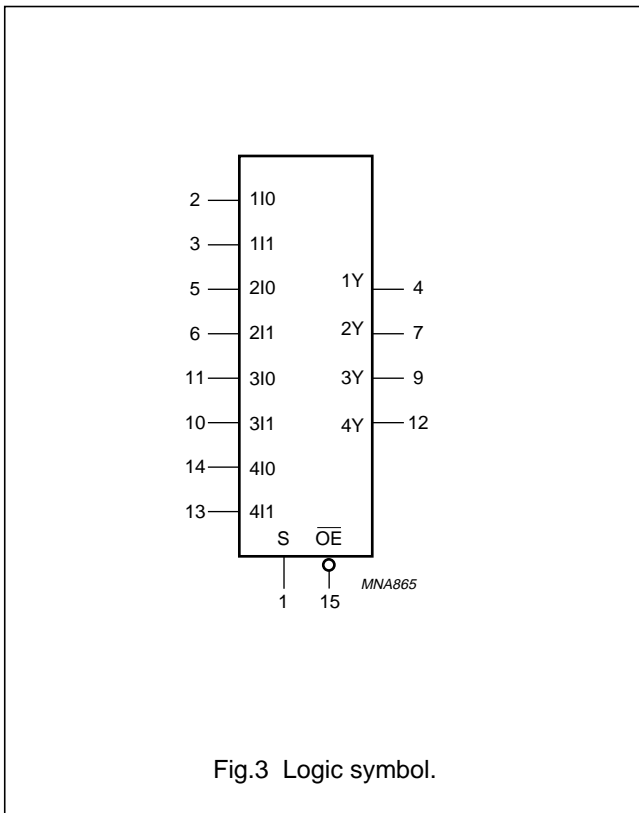 2 1I0
3 1I1
5 2I0 1Y 4
6 2I1 2Y 7
11 3I0 3Y 9
10 3I1 4Y 12
14 4I0
13 4I1
S O̅E̅
MNA865
1 15
Fig.3 Logic symbol.